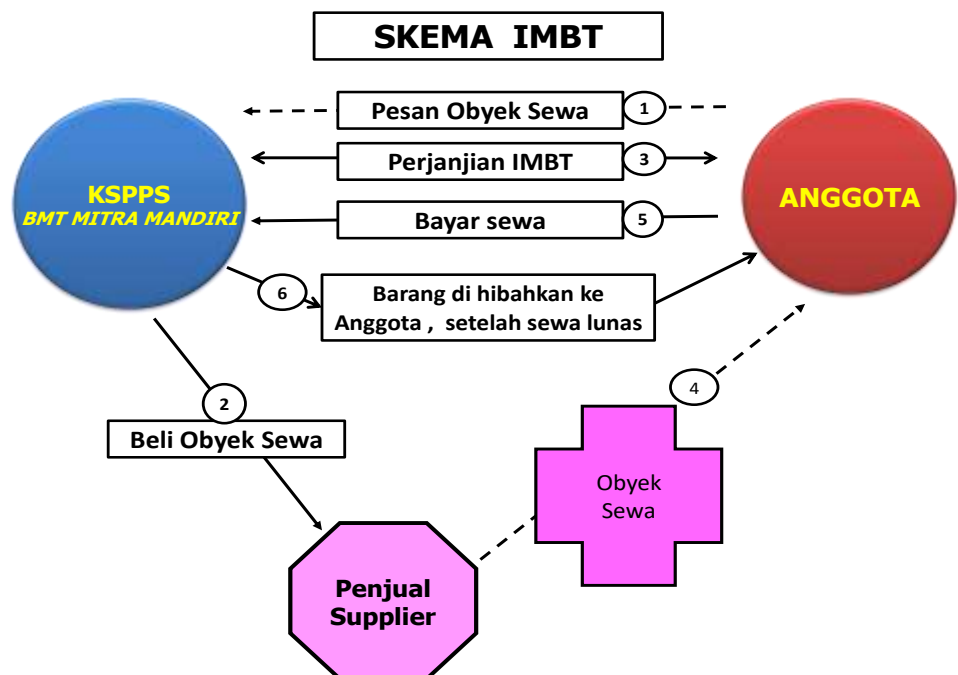 SKEMA IMBT
Pesan Obyek Sewa
1
Perjanjian IMBT
3
KSPPS
BMT MITRA MANDIRI
ANGGOTA
Bayar sewa
5
6
Barang di hibahkan ke
Anggota , setelah sewa lunas
2
Beli Obyek Sewa
4
Obyek
Sewa
Penjual
Supplier